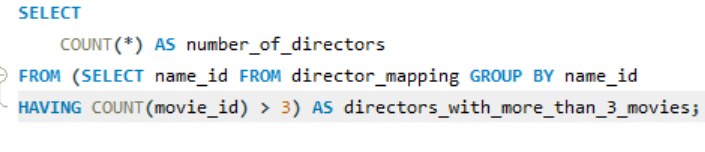 SELECT
COUNT(*) AS number_of_directors
FROM (SELECT name_id FROM director_mapping GROUP BY name_id
HAVING COUNT(movie_id) > 3) AS directors_with_more_than_3_movies;